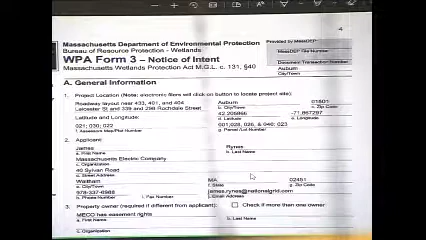 4
Massachusetts Department of Environmental Protection
Bureau of Resource Protection - Wetlands
WPA Form 3 – Notice of Intent
Massachusetts Wetlands Protection Act M.G.L. c. 131, §40
Provided by MassDEP:
MassDEP File Number
Document Transaction Number
Auburn
City/Town
A. General Information
1. Project Location (Note: electronic filers will click on button to locate project site):
Roadway layout near 433, 401, and 404
Leicester St and 339 and 298 Rochdale Street
Auburn
b. City/Town
01501
c. Zip Code
Latitude and Longitude:
42.205966
d. Latitude
-71.867297
e. Longitude
021; 030; 022
f. Assessors Map/Plat Number
001;028, 026, & 040; 023
g. Parcel/Lot Number
2. Applicant:
James
a. First Name
Rynes
b. Last Name
Massachusetts Electric Company
c. Organization
40 Sylvan Road
d. Street Address
Waltham
e. City/Town
MA
f. State
02451
g. Zip Code
978-337-6988
h. Phone Number
i. Fax Number
james.rynes@nationalgrid.com
j. Email Address
3. Property owner (required if different from applicant):
Check if more than one owner
MECO has easement rights
a. First Name
b. Last Name
c. Organization